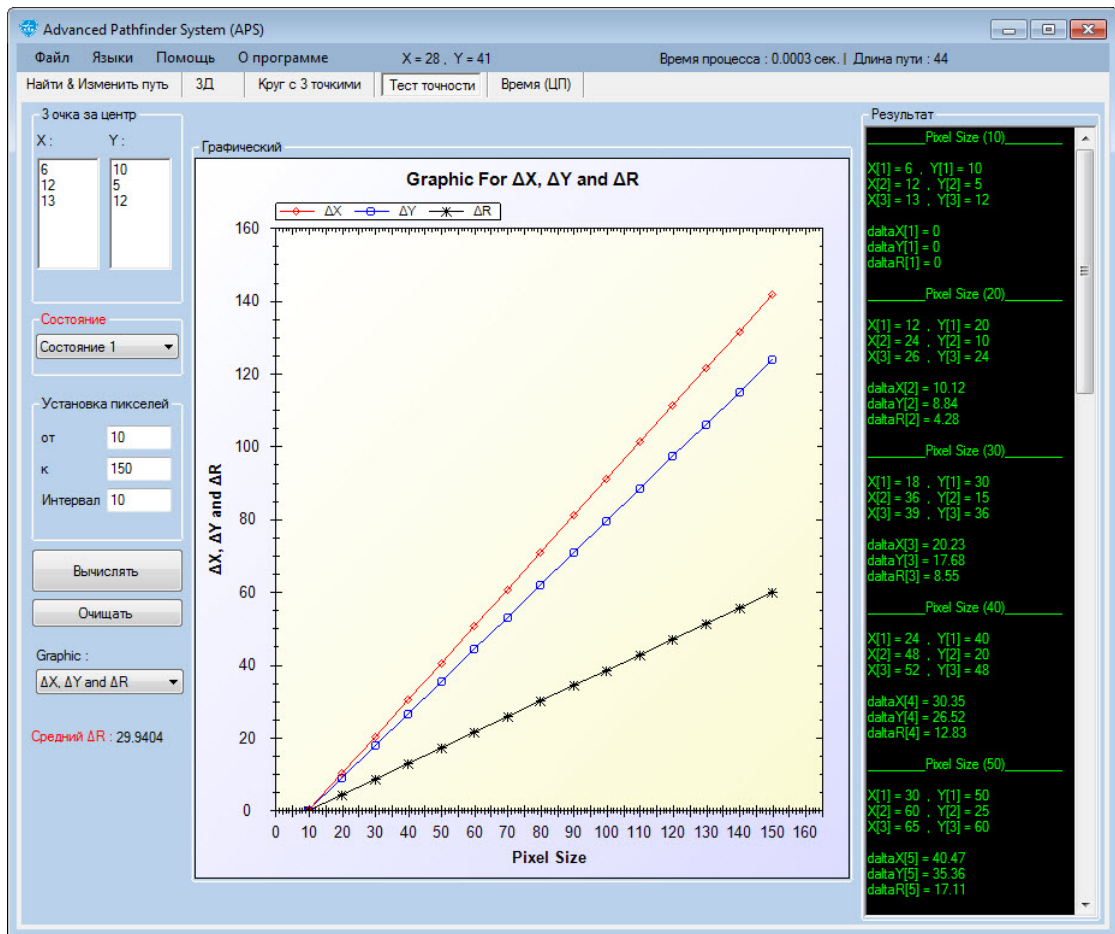 Advanced Pathfinder System (APS)
Файл Языки Помощь О программе X = 28 , Y = 41 Время процесса : 0.0003 сек. | Длина пути : 44
Найти & Изменить путь 3Д Круг с 3 точкими Тест точности Время (ЦП)
3 очка за центр
X : Y :
6 10
12 5
13 12
Состояние
Состояние 1
Установка пикселей
от 10
к 150
Интервал 10
Вычислять
Очищать
Graphic :
ΔX, ΔY and ΔR
Средний ΔR : 29.9404
Графический
Graphic For ΔX, ΔY and ΔR
ΔX ΔY ΔR
160
140
120
100
80
60
40
20
0
ΔX, ΔY and ΔR
0 10 20 30 40 50 60 70 80 90 100 110 120 130 140 150 160
Pixel Size
Результат
________Pixel Size (10)________
X[1] = 6 , Y[1] = 10
X[2] = 12 , Y[2] = 5
X[3] = 13 , Y[3] = 12
daltaX[1] = 0
daltaY[1] = 0
daltaR[1] = 0
________Pixel Size (20)________
X[1] = 12 , Y[1] = 20
X[2] = 24 , Y[2] = 10
X[3] = 26 , Y[3] = 24
daltaX[2] = 10.12
daltaY[2] = 8.84
daltaR[2] = 4.28
________Pixel Size (30)________
X[1] = 18 , Y[1] = 30
X[2] = 36 , Y[2] = 15
X[3] = 39 , Y[3] = 36
daltaX[3] = 20.23
daltaY[3] = 17.68
daltaR[3] = 8.55
________Pixel Size (40)________
X[1] = 24 , Y[1] = 40
X[2] = 48 , Y[2] = 20
X[3] = 52 , Y[3] = 48
daltaX[4] = 30.35
daltaY[4] = 26.52
daltaR[4] = 12.83
________Pixel Size (50)________
X[1] = 30 , Y[1] = 50
X[2] = 60 , Y[2] = 25
X[3] = 65 , Y[3] = 60
daltaX[5] = 40.47
daltaY[5] = 35.36
daltaR[5] = 17.11